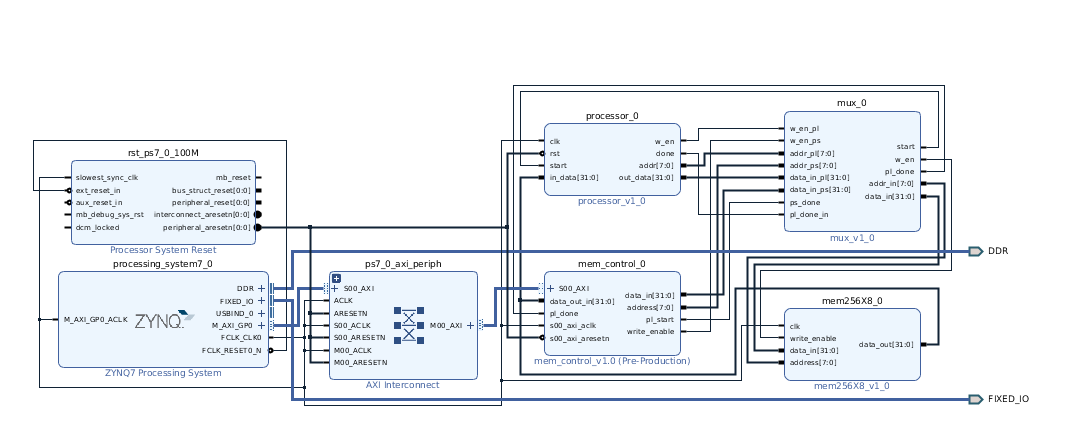 rst_ps7_0_100M
slowest_sync_clk
ext_reset_in
aux_reset_in
mb_debug_sys_rst
dcm_locked
mb_reset
bus_struct_reset[0:0]
peripheral_reset[0:0]
interconnect_aresetn[0:0]
peripheral_aresetn[0:0]
Processor System Reset
processing_system7_0
M_AXI_GP0_ACLK
ZYNQ
DDR
FIXED_IO
USBIND_0
M_AXI_GP0
FCLK_CLK0
FCLK_RESET0_N
ZYNQ7 Processing System
ps7_0_axi_periph
S00_AXI
ACLK
ARESETN
S00_ACLK
S00_ARESETN
M00_ACLK
M00_ARESETN
M00_AXI
AXI Interconnect
processor_0
clk
rst
start
in_data[31:0]
w_en
done
addr[7:0]
out_data[31:0]
processor_v1_0
mem_control_0
S00_AXI
data_out_in[31:0]
pl_done
s00_axi_aclk
s00_axi_aresetn
data_in[31:0]
address[7:0]
pl_start
write_enable
mem_control_v1.0 (Pre-Production)
mux_0
w_en_pl
w_en_ps
addr_pl[7:0]
addr_ps[7:0]
data_in_pl[31:0]
data_in_ps[31:0]
ps_done
pl_done_in
start
w_en
pl_done
addr_in[7:0]
data_in[31:0]
mux_v1_0
mem256X8_0
clk
write_enable
data_in[31:0]
address[7:0]
data_out[31:0]
mem256X8_v1_0
DDR
FIXED_IO